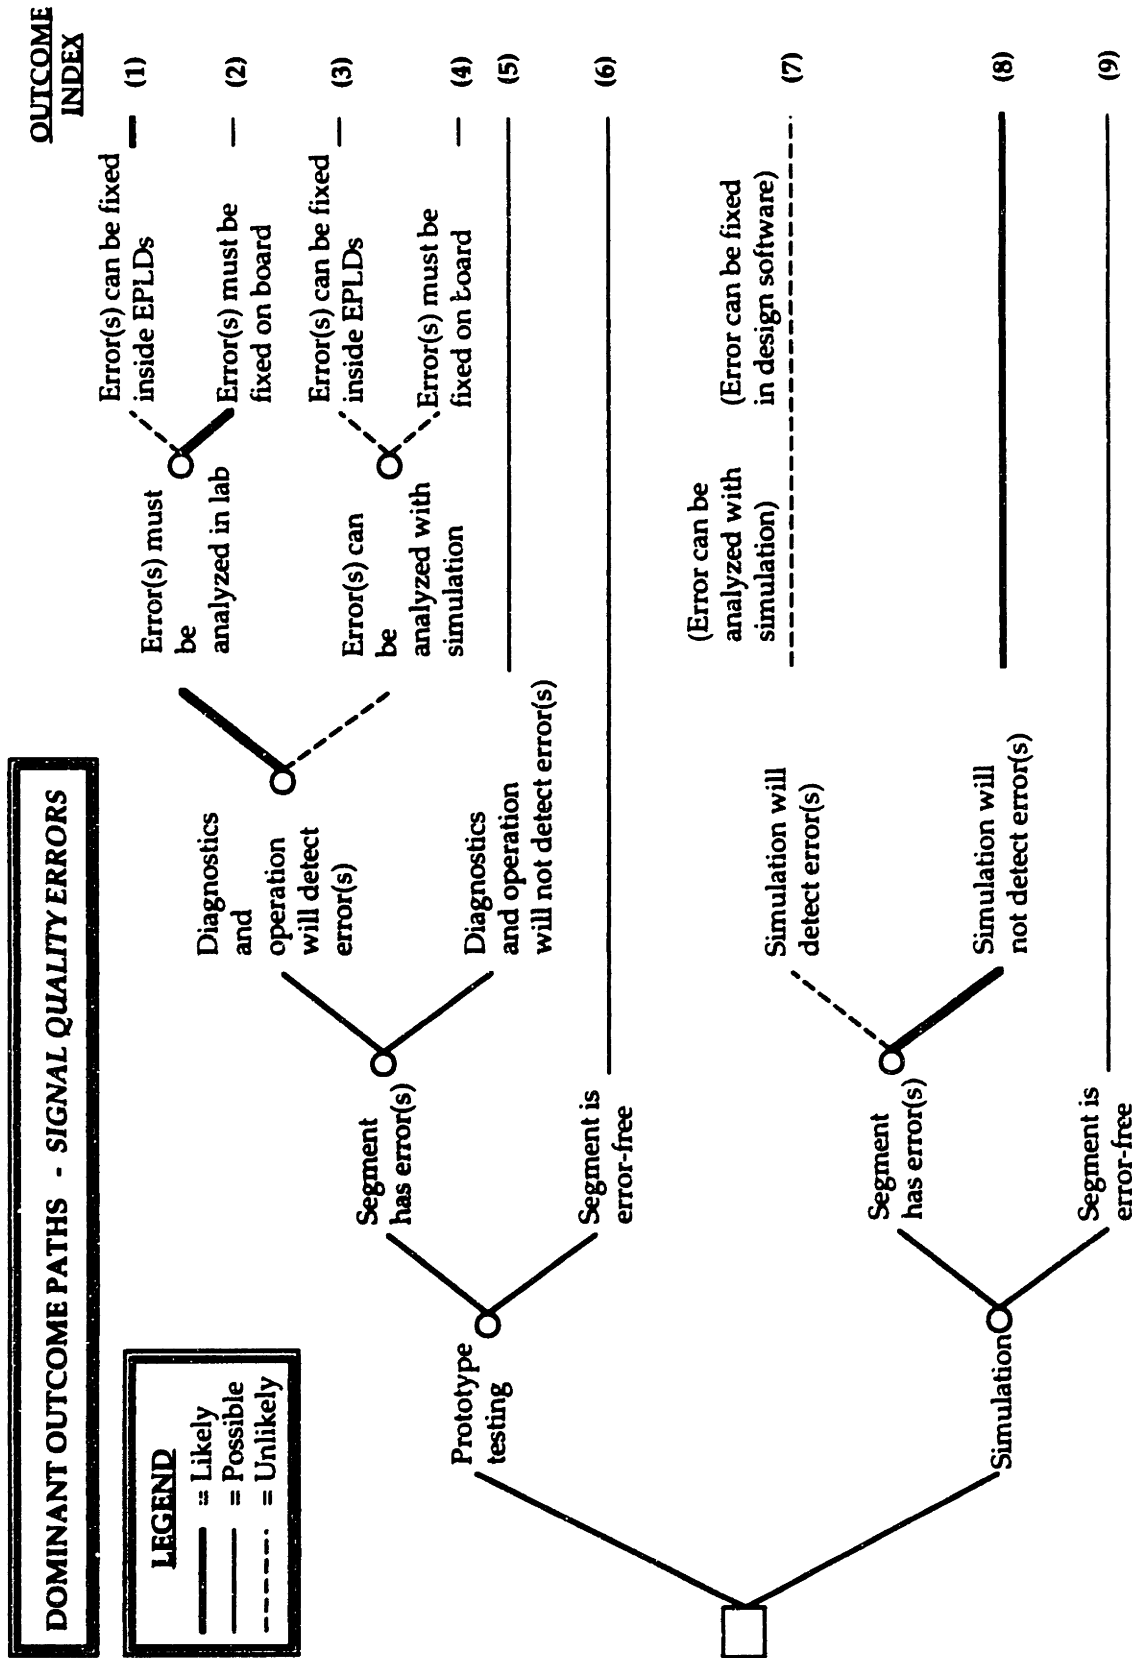 DOMINANT OUTCOME PATHS - SIGNAL QUALITY ERRORS
LEGEND
= Likely
= Possible
= Unlikely
OUTCOME
INDEX
Prototype
testing
Segment
has error(s)
Diagnostics
and
operation
will detect
error(s)
Error(s) must
be
analyzed in lab
Error(s) can be fixed
inside EPLDs
(1)
Error(s) must be
fixed on board
(2)
Error(s) can
be
analyzed with
simulation
Error(s) can be fixed
inside EPLDs
(3)
Error(s) must be
fixed on board
(4)
Diagnostics
and operation
will not detect error(s)
(5)
Segment is
error-free
(6)
Simulation
Segment
has error(s)
Simulation will
detect error(s)
(Error can be
analyzed with
simulation)
(Error can be fixed
in design software)
(7)
Simulation will
not detect error(s)
(8)
Segment is
error-free
(9)